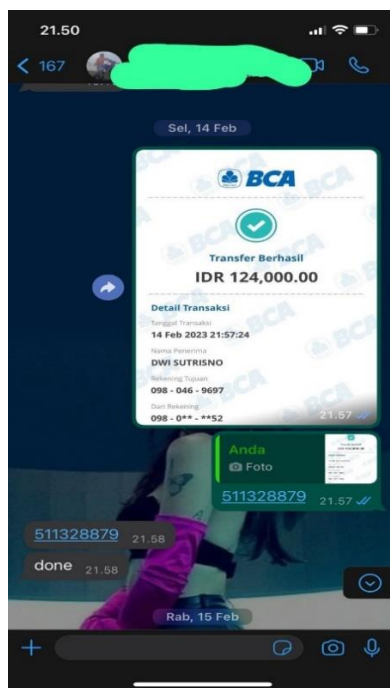 21.50
167
Sel, 14 Feb
BCA
Transfer Berhasil
IDR 124,000.00
Detail Transaksi
Tanggal Transaksi
14 Feb 2023 21:57:24
Nama Penerima
DWI SUTRISNO
Rekening Tujuan
098 - 046 - 9697
Dari Rekening
098 - 0** - **52
21.57
Anda
Foto
511328879 21.57
511328879 21.58
done 21.58
Rab, 15 Feb